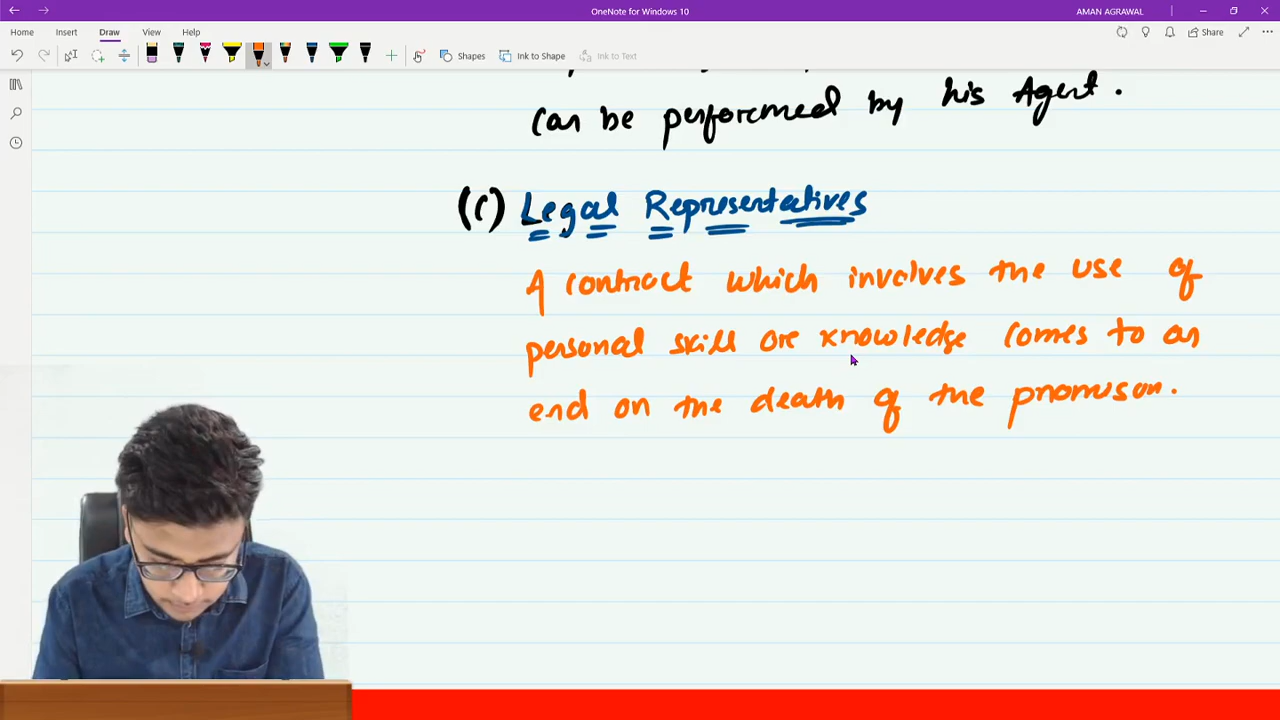 OneNote for Windows 10
AMAN AGRAWAL
Home
Insert
Draw
View
Help
Share
Shapes
Ink to Shape
Ink to Text
can be performed by his Agent.
(C) Legal Representatives
A contract which involves the use of
personal skill or knowledge comes to an
end on the death of the promisor.